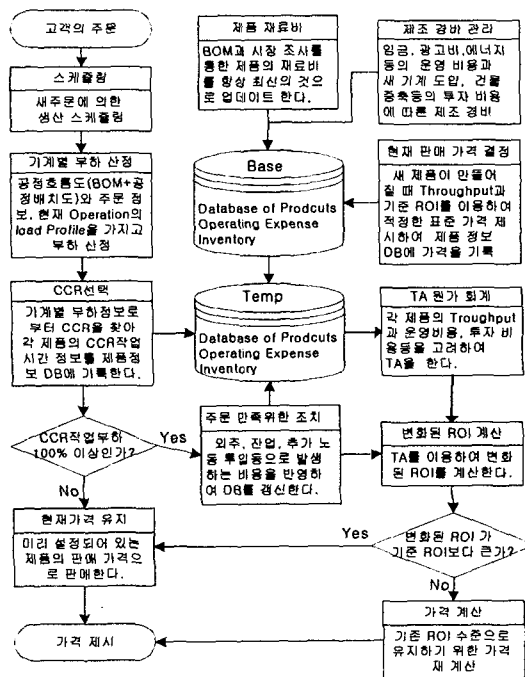 고객의 주문
스케쥴링
새주문에 의한
생산 스케쥴링
기계별 부하 산정
공정흐름도(BOM+공
정배치도)와 주문 정
보, 현재 Operation의
load Profile을 가지고
부하 산정
CCR선택
기계별 부하정보로
부터 CCR을 찾아
각 제품의 CCR작업
시간 정보를 제품정
보 DB에 기록한다.
CCR작업부하
100% 이상인가?
Yes
No
현재가격 유지
미리 설정되어 있는
제품의 판매 가격으
로 판매한다.
가격 제시
제품 재료비
BOM과 시장 조사를
통한 제품의 재료비
를 항상 최신의 것으
로 업데이트 한다.
Base
Database of Prodcuts
Operating Expense
Inventory
Temp
Database of Prodcuts
Operating Expense
Inventory
주문 만족위한 조치
외주, 잔업, 추가 노
동 투입등으로 발생
하는 비용을 반영하
여 DB를 갱신한다.
제조 경비 관리
임금, 광고비,에너지
등의 운영 비용과
새 기계 도입, 건물
증축등의 투자 비용
에 따른 제조 경비
현재 판매 가격 결정
새 제품이 만들어
질 때 Throughput과
기준 ROI를 이용하여
적정한 표준 가격 제
시하여 제품 정보
DB에 가격을 기록
TA 원가 회계
각 제품의 Troughput
과 운영비용, 투자 비
용등을 고려하여
TA을 한다.
변화된 ROI 계산
TA를 이용하여 변화
된 ROI를 계산한다.
변화된 ROI 가
기준 ROI보다 큰가?
Yes
No
가격 계산
기존 ROI 수준으로
유지하기 위한 가격
재 계산